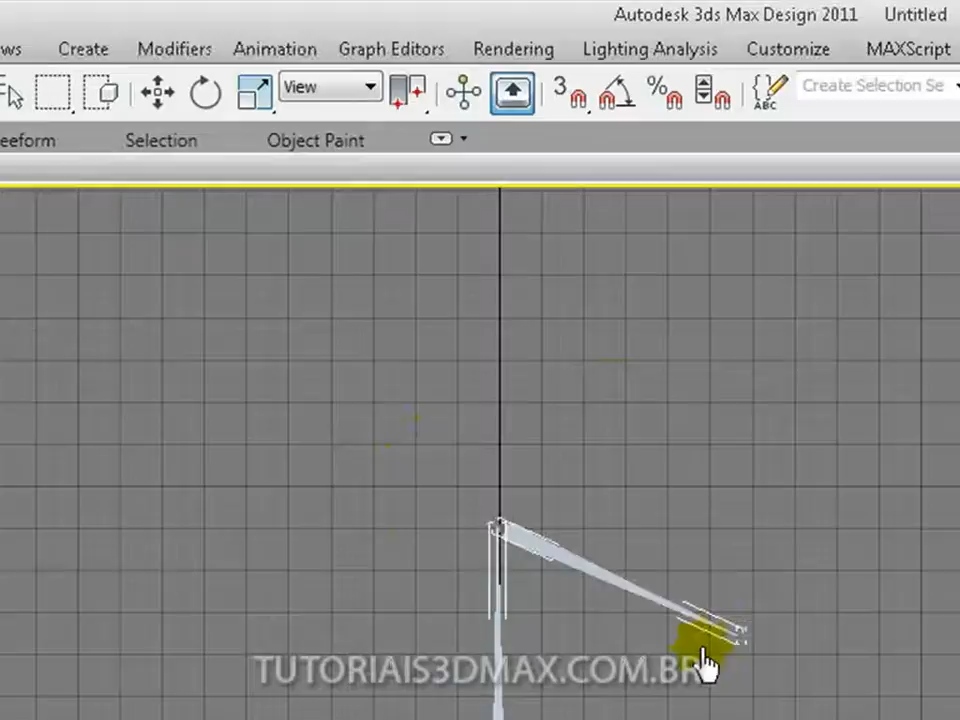 Autodesk 3ds Max Design 2011 Untitled
ws Create Modifiers Animation Graph Editors Rendering Lighting Analysis Customize MAXScript
View 3 % ABC Create Selection Se
eeform Selection Object Paint
TUTORIAIS3DMAX.COM.BR